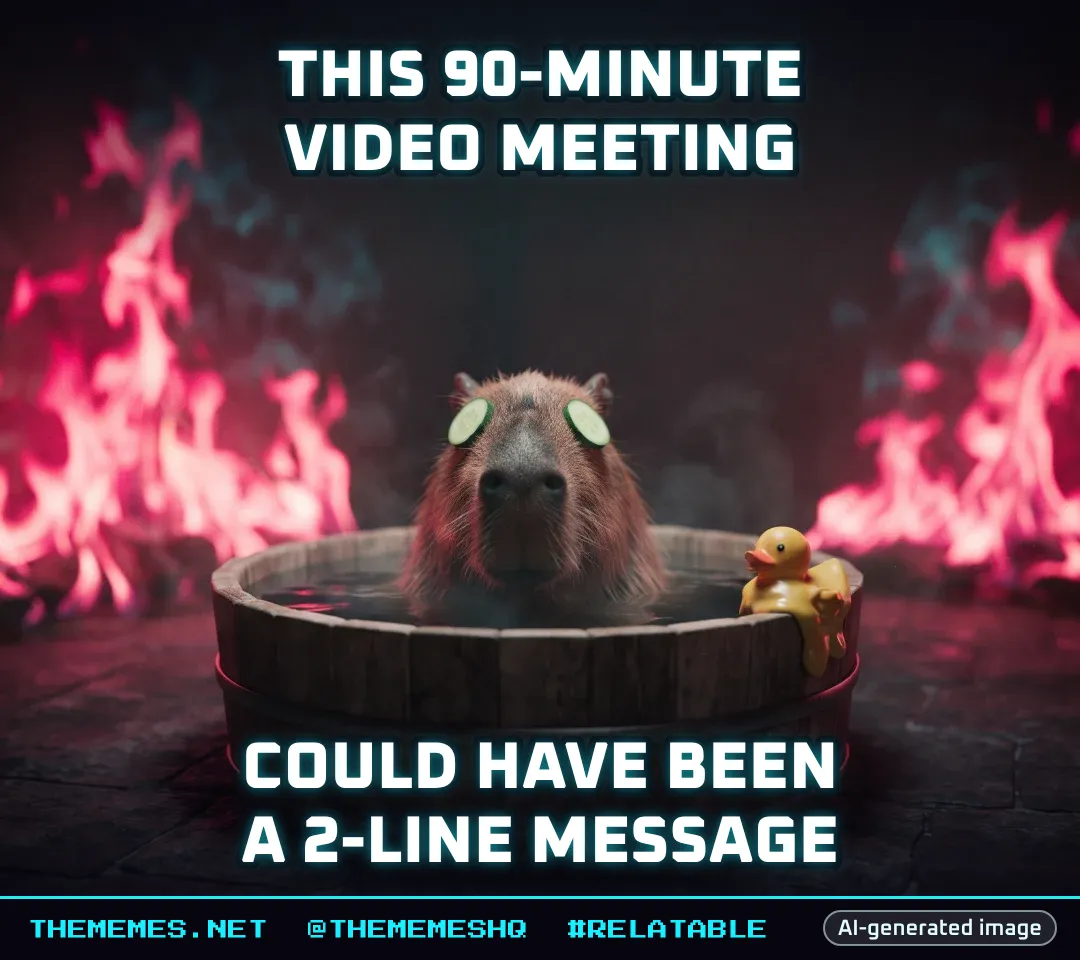 THIS 90-MINUTE
VIDEO MEETING
COULD HAVE BEEN
A 2-LINE MESSAGE
THEMEMES.NET @THEMEMESHQ #RELATABLE AI-generated image